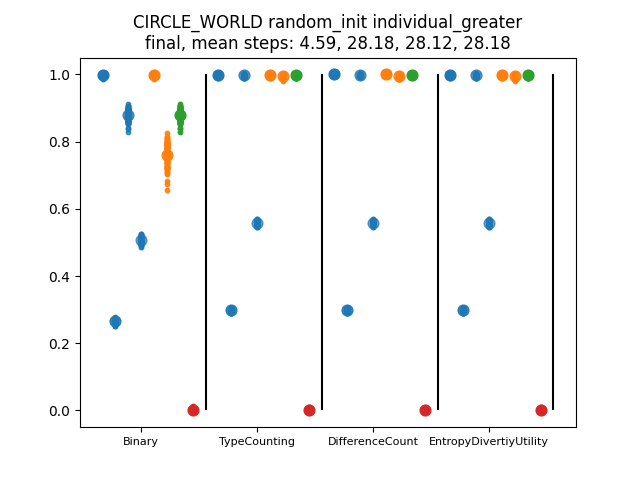 CIRCLE_WORLD random_init individual_greater
final, mean steps: 4.59, 28.18, 28.12, 28.18
1.0
0.8
0.6
0.4
0.2
0.0
Binary
TypeCounting
DifferenceCount
EntropyDivertiyUtility